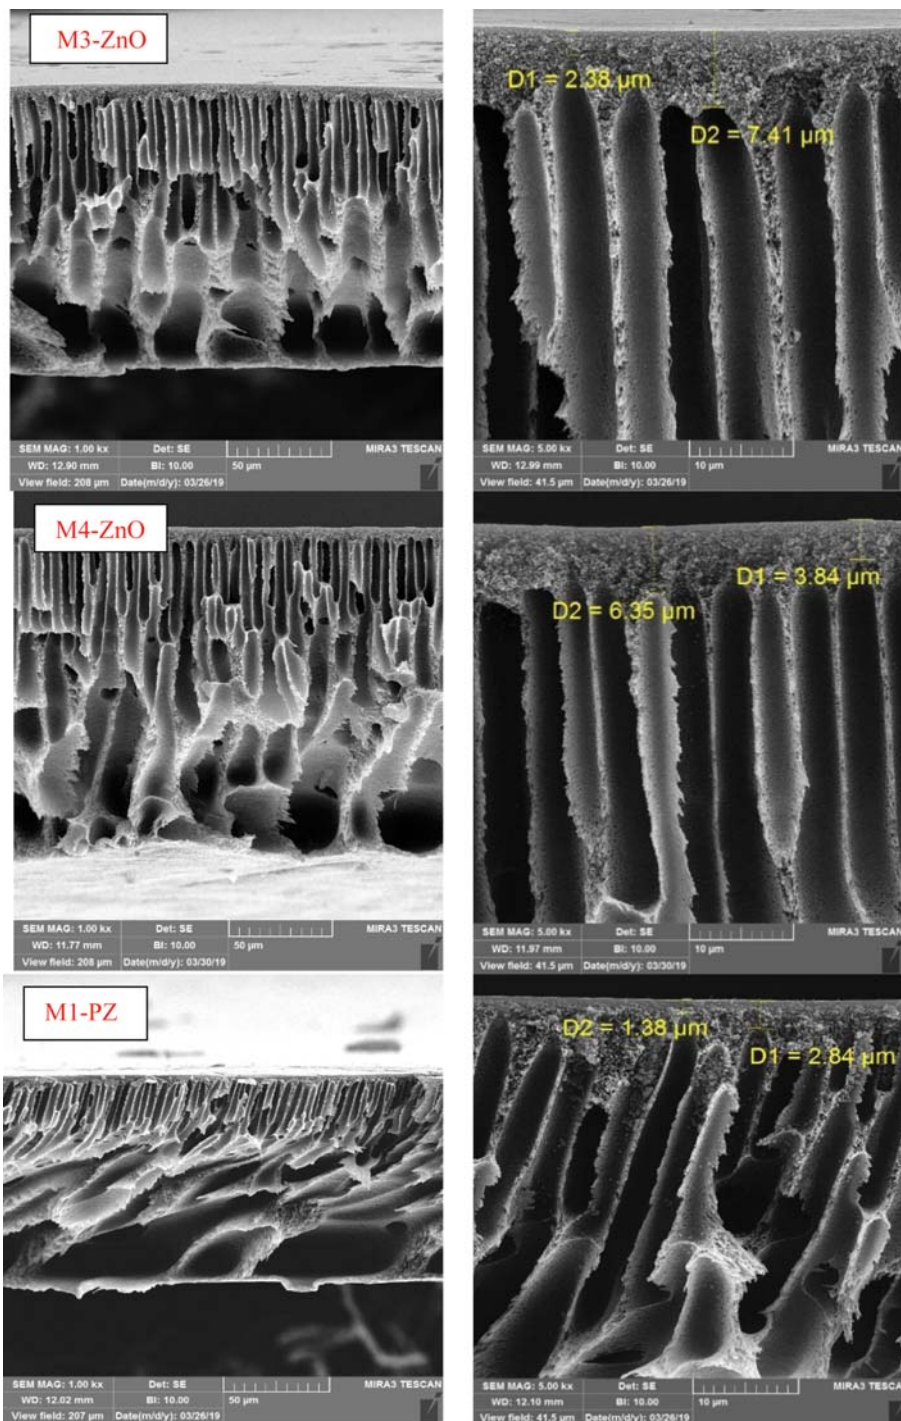 M3-ZnO
SEM MAG: 1.00 kx Det: SE MIRA3 TESCAN
WD: 12.90 mm BI: 10.00 50 µm
View field: 208 µm Date(m/d/y): 03/26/19
D1 = 2.38 µm
D2 = 7.41 µm
SEM MAG: 5.00 kx Det: SE MIRA3 TESCAN
WD: 12.99 mm BI: 10.00 10 µm
View field: 41.5 µm Date(m/d/y): 03/26/19
M4-ZnO
SEM MAG: 1.00 kx Det: SE MIRA3 TESCAN
WD: 11.77 mm BI: 10.00 50 µm
View field: 208 µm Date(m/d/y): 03/30/19
D1 = 3.84 µm
D2 = 6.35 µm
SEM MAG: 5.00 kx Det: SE MIRA3 TESCAN
WD: 11.97 mm BI: 10.00 10 µm
View field: 41.5 µm Date(m/d/y): 03/30/19
M1-PZ
SEM MAG: 1.00 kx Det: SE MIRA3 TESCAN
WD: 12.02 mm BI: 10.00 50 µm
View field: 207 µm Date(m/d/y): 03/26/19
D2 = 1.38 µm
D1 = 2.84 µm
SEM MAG: 5.00 kx Det: SE MIRA3 TESCAN
WD: 12.10 mm BI: 10.00 10 µm
View field: 41.5 µm Date(m/d/y): 03/26/19